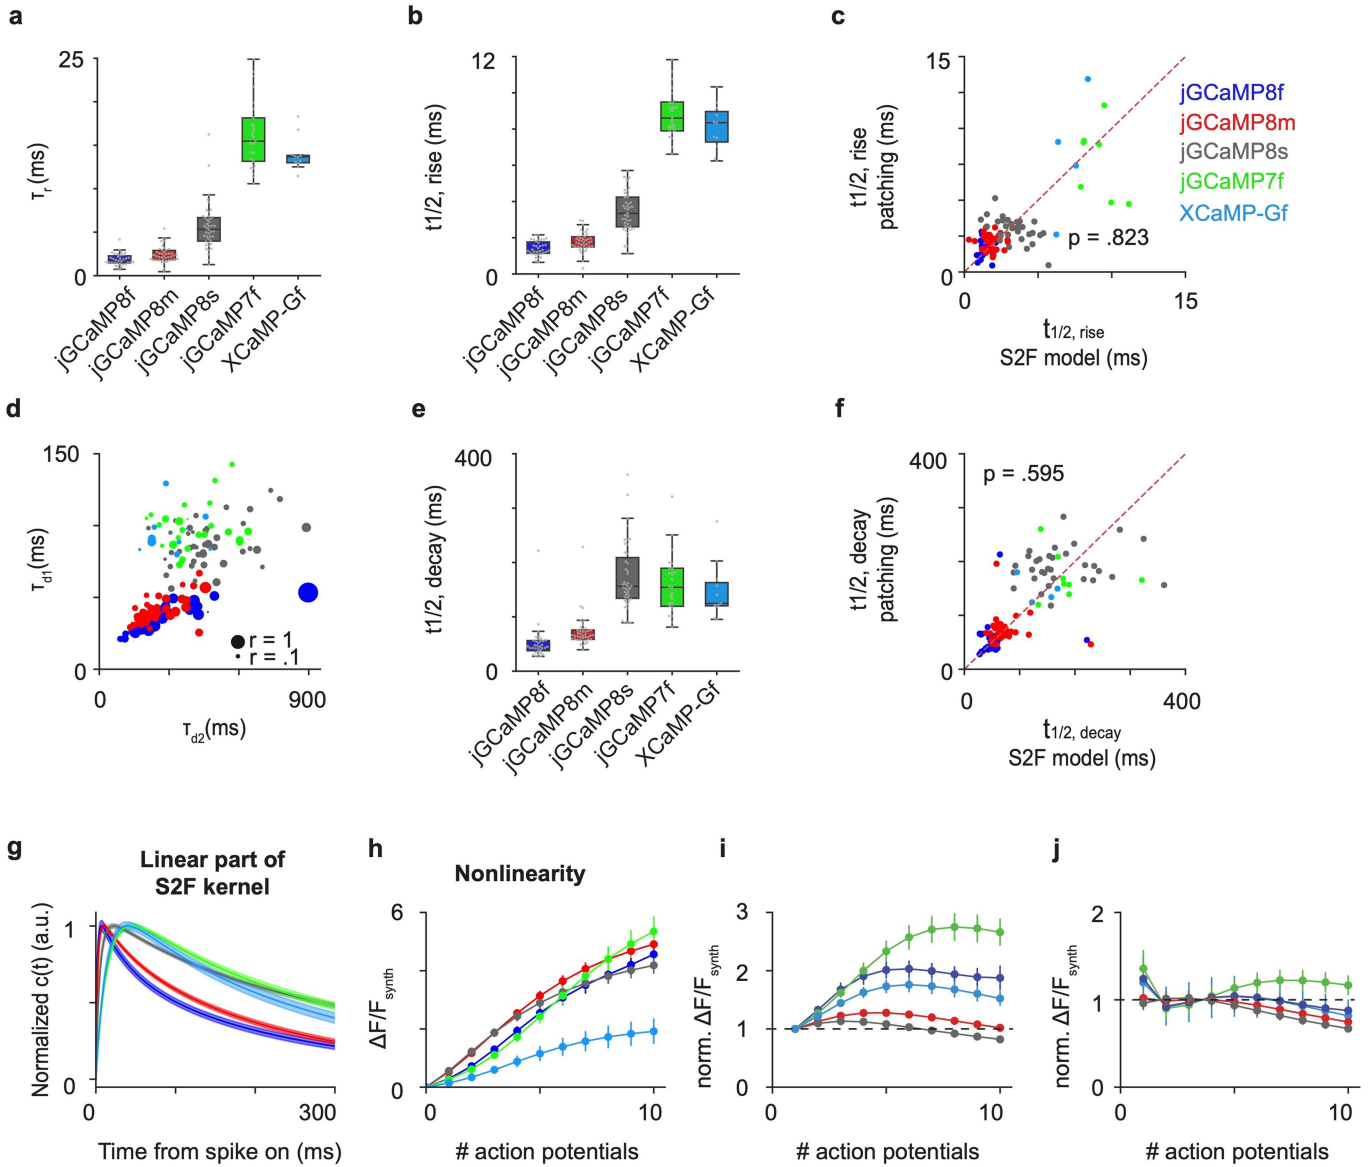 a
25
0
τr (ms)
jGCaMP8f
jGCaMP8m
jGCaMP8s
jGCaMP7f
XCaMP-Gf
b
12
0
t1/2, rise (ms)
jGCaMP8f
jGCaMP8m
jGCaMP8s
jGCaMP7f
XCaMP-Gf
c
15
0
t1/2, rise
patching (ms)
p = .823
0
15
t1/2, rise
S2F model (ms)
jGCaMP8f
jGCaMP8m
jGCaMP8s
jGCaMP7f
XCaMP-Gf
d
150
0
τd1(ms)
r = 1
r = .1
0
900
τd2(ms)
e
400
0
t1/2, decay (ms)
jGCaMP8f
jGCaMP8m
jGCaMP8s
jGCaMP7f
XCaMP-Gf
f
400
0
t1/2, decay
patching (ms)
p = .595
0
400
t1/2, decay
S2F model (ms)
g
Linear part of
S2F kernel
1
0
Normalized c(t) (a.u.)
0
300
Time from spike on (ms)
h
Nonlinearity
6
0
ΔF/Fsynth
0
10
# action potentials
i
3
2
1
0
norm. ΔF/Fsynth
0
10
# action potentials
j
2
1
0
norm. ΔF/Fsynth
0
10
# action potentials